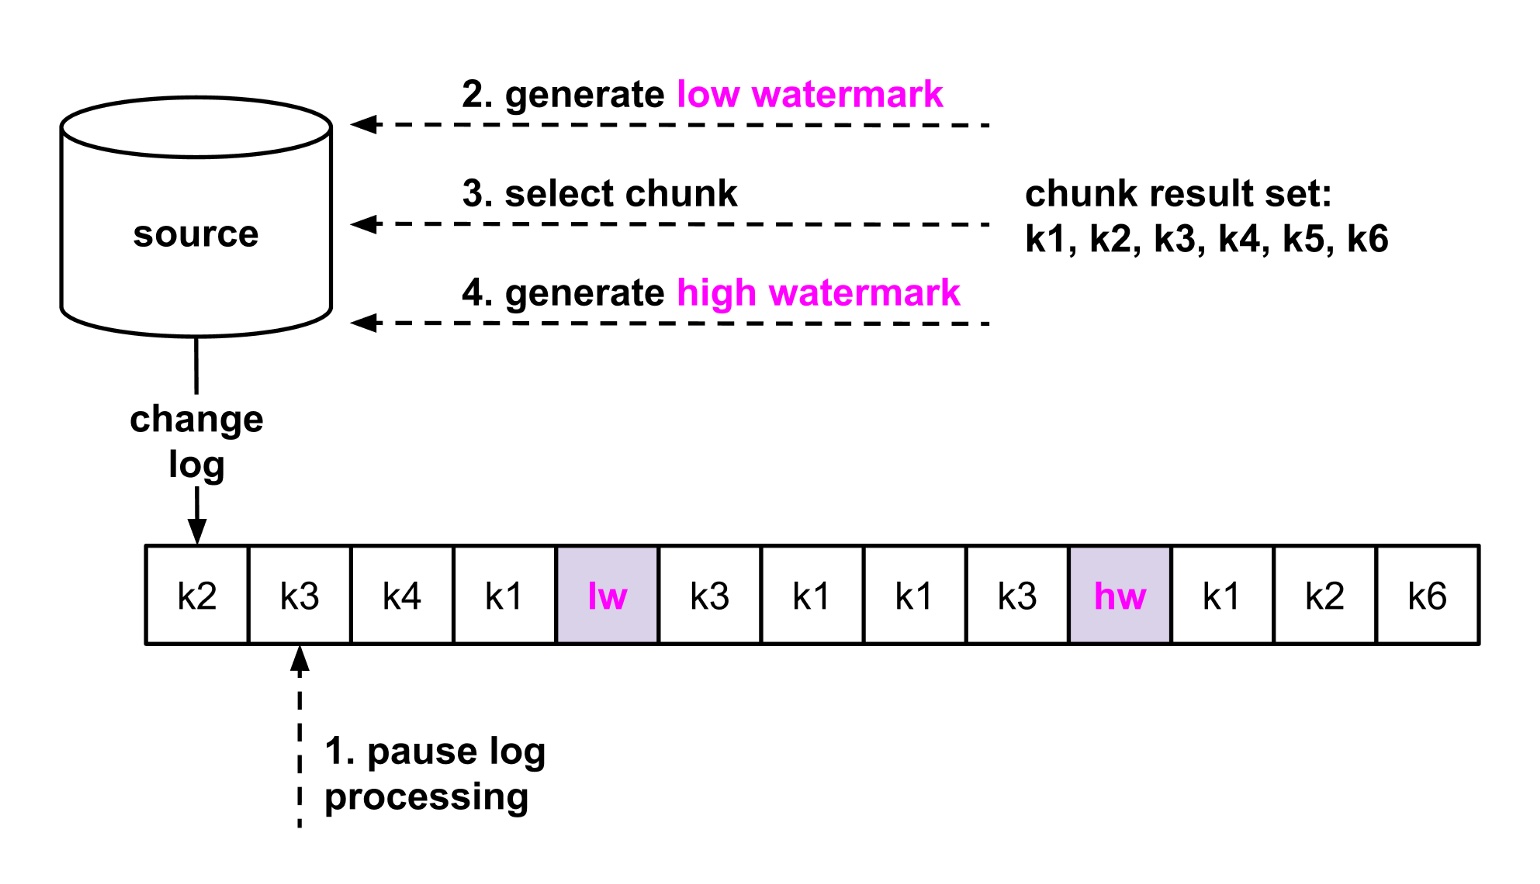 2. generate low watermark
source
3. select chunk
chunk result set:
k1, k2, k3, k4, k5, k6
4. generate high watermark
change
log
k2 k3 k4 k1 lw k3 k1 k1 k3 hw k1 k2 k6
1. pause log
processing